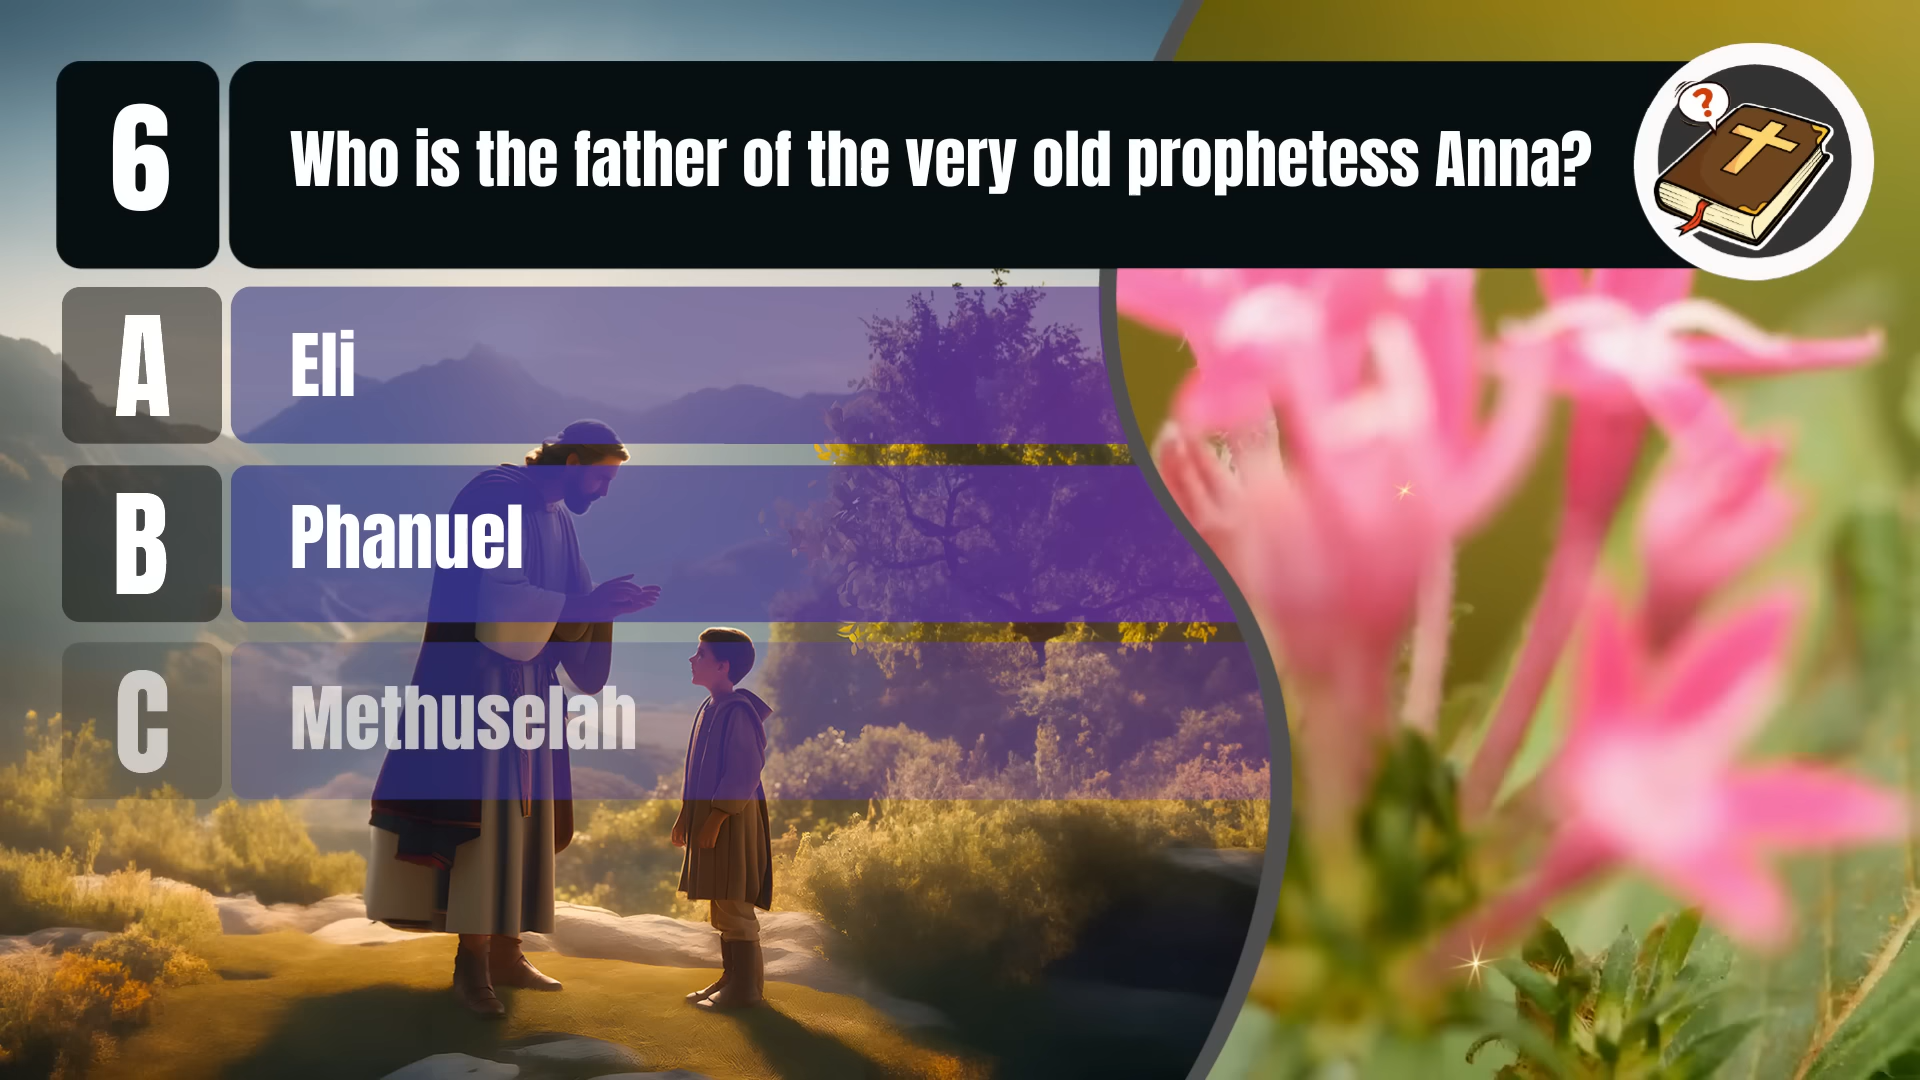 6
Who is the father of the very old prophetess Anna?
?
A
Eli
B
Phanuel
C
Methuselah